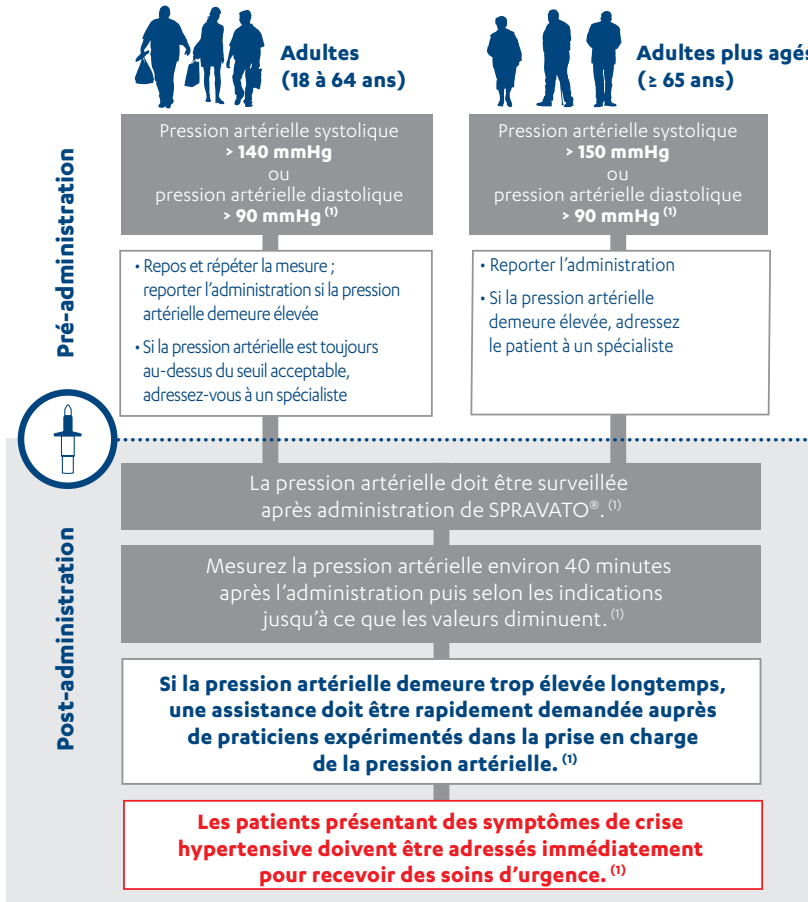 Adultes
(18 à 64 ans)
Adultes plus agés
(≥ 65 ans)
Pré-administration
Pression artérielle systolique
> 140 mmHg
ou
pression artérielle diastolique
> 90 mmHg (1)
Pression artérielle systolique
> 150 mmHg
ou
pression artérielle diastolique
> 90 mmHg (1)
• Repos et répéter la mesure ;
reporter l’administration si la pression
artérielle demeure élevée
• Si la pression artérielle est toujours
au-dessus du seuil acceptable,
adressez-vous à un spécialiste
• Reporter l’administration
• Si la pression artérielle
demeure élevée, adressez
le patient à un spécialiste
Post-administration
La pression artérielle doit être surveillée
après administration de SPRAVATO®. (1)
Mesurez la pression artérielle environ 40 minutes
après l’administration puis selon les indications
jusqu’à ce que les valeurs diminuent. (1)
Si la pression artérielle demeure trop élevée longtemps,
une assistance doit être rapidement demandée auprès
de praticiens expérimentés dans la prise en charge
de la pression artérielle. (1)
Les patients présentant des symptômes de crise
hypertensive doivent être adressés immédiatement
pour recevoir des soins d’urgence. (1)